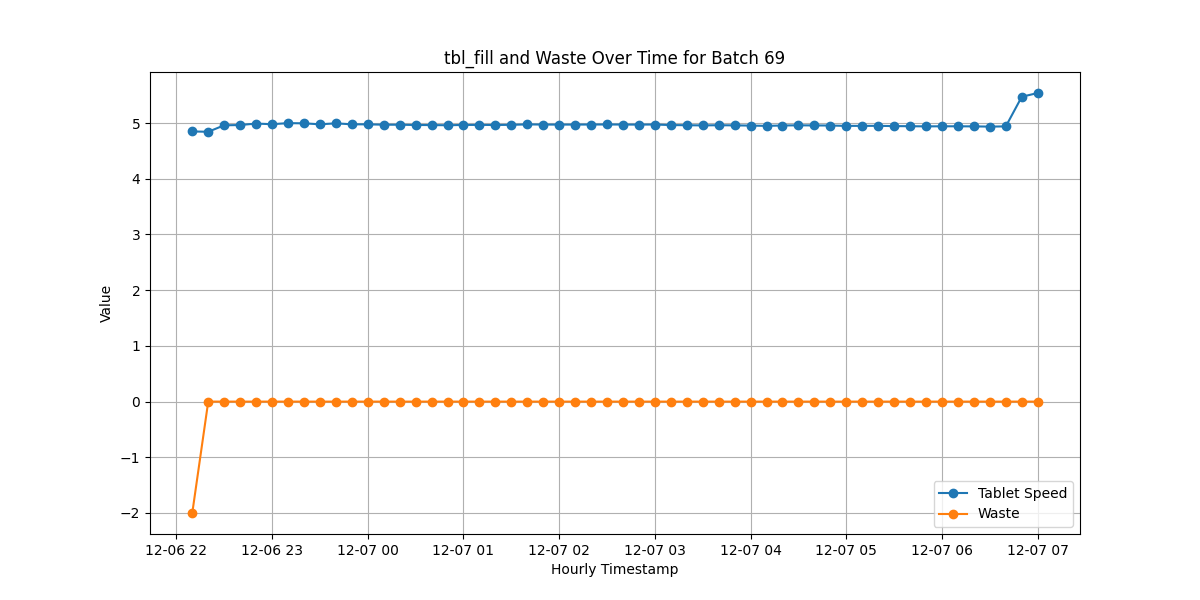 tbl_fill and Waste Over Time for Batch 69
5
4
3
2
1
0
−1
−2
Value
Tablet Speed
Waste
12-06 22 12-06 23 12-07 00 12-07 01 12-07 02 12-07 03 12-07 04 12-07 05 12-07 06 12-07 07
Hourly Timestamp